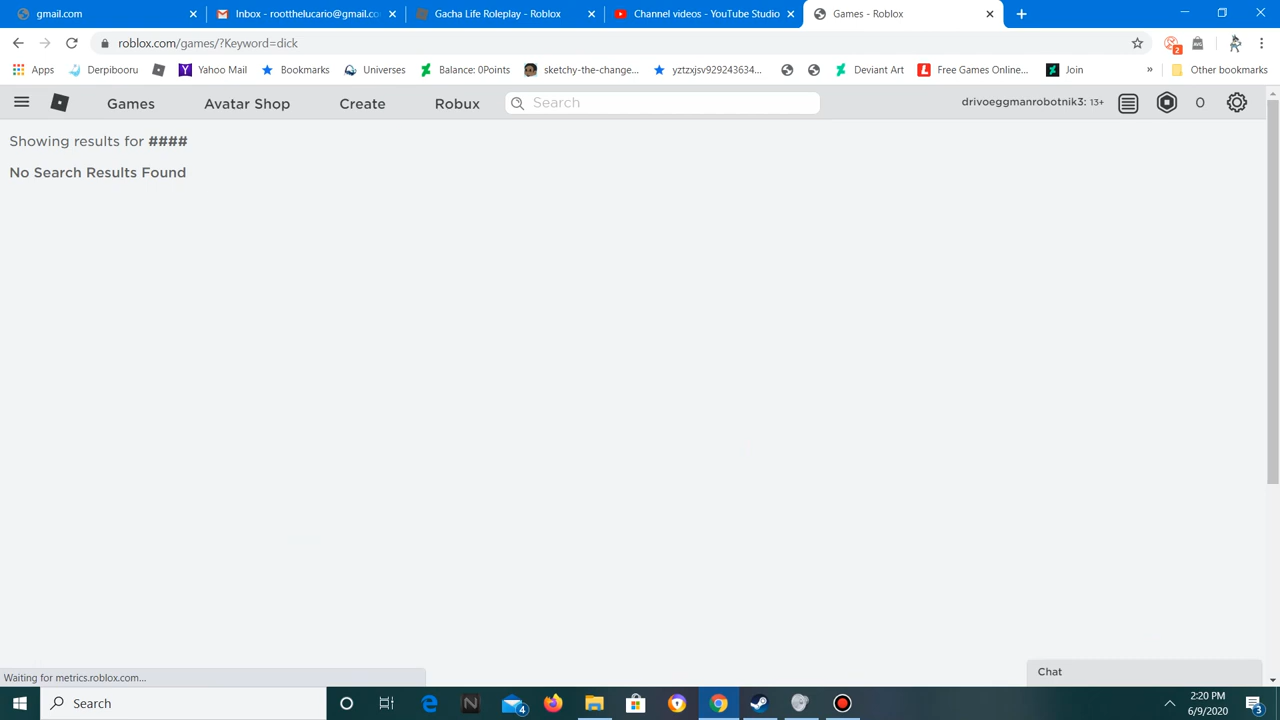 gmail.com
Inbox - rootthelucario@gmail.co
Gacha Life Roleplay - Roblox
Channel videos - YouTube Studio
Games - Roblox
roblox.com/games/?Keyword=dick
2
Apps
Derpibooru
Yahoo Mail
Bookmarks
Universes
Balance: 0Points
sketchy-the-change...
yztzxjsv929243634...
Deviant Art
Free Games Online...
Join
»
Other bookmarks
Games
Avatar Shop
Create
Robux
Search
drivoeggmanrobotnik3: 13+
0
Showing results for ####
No Search Results Found
Waiting for metrics.roblox.com...
Chat
Search
4
2:20 PM
6/9/2020
3